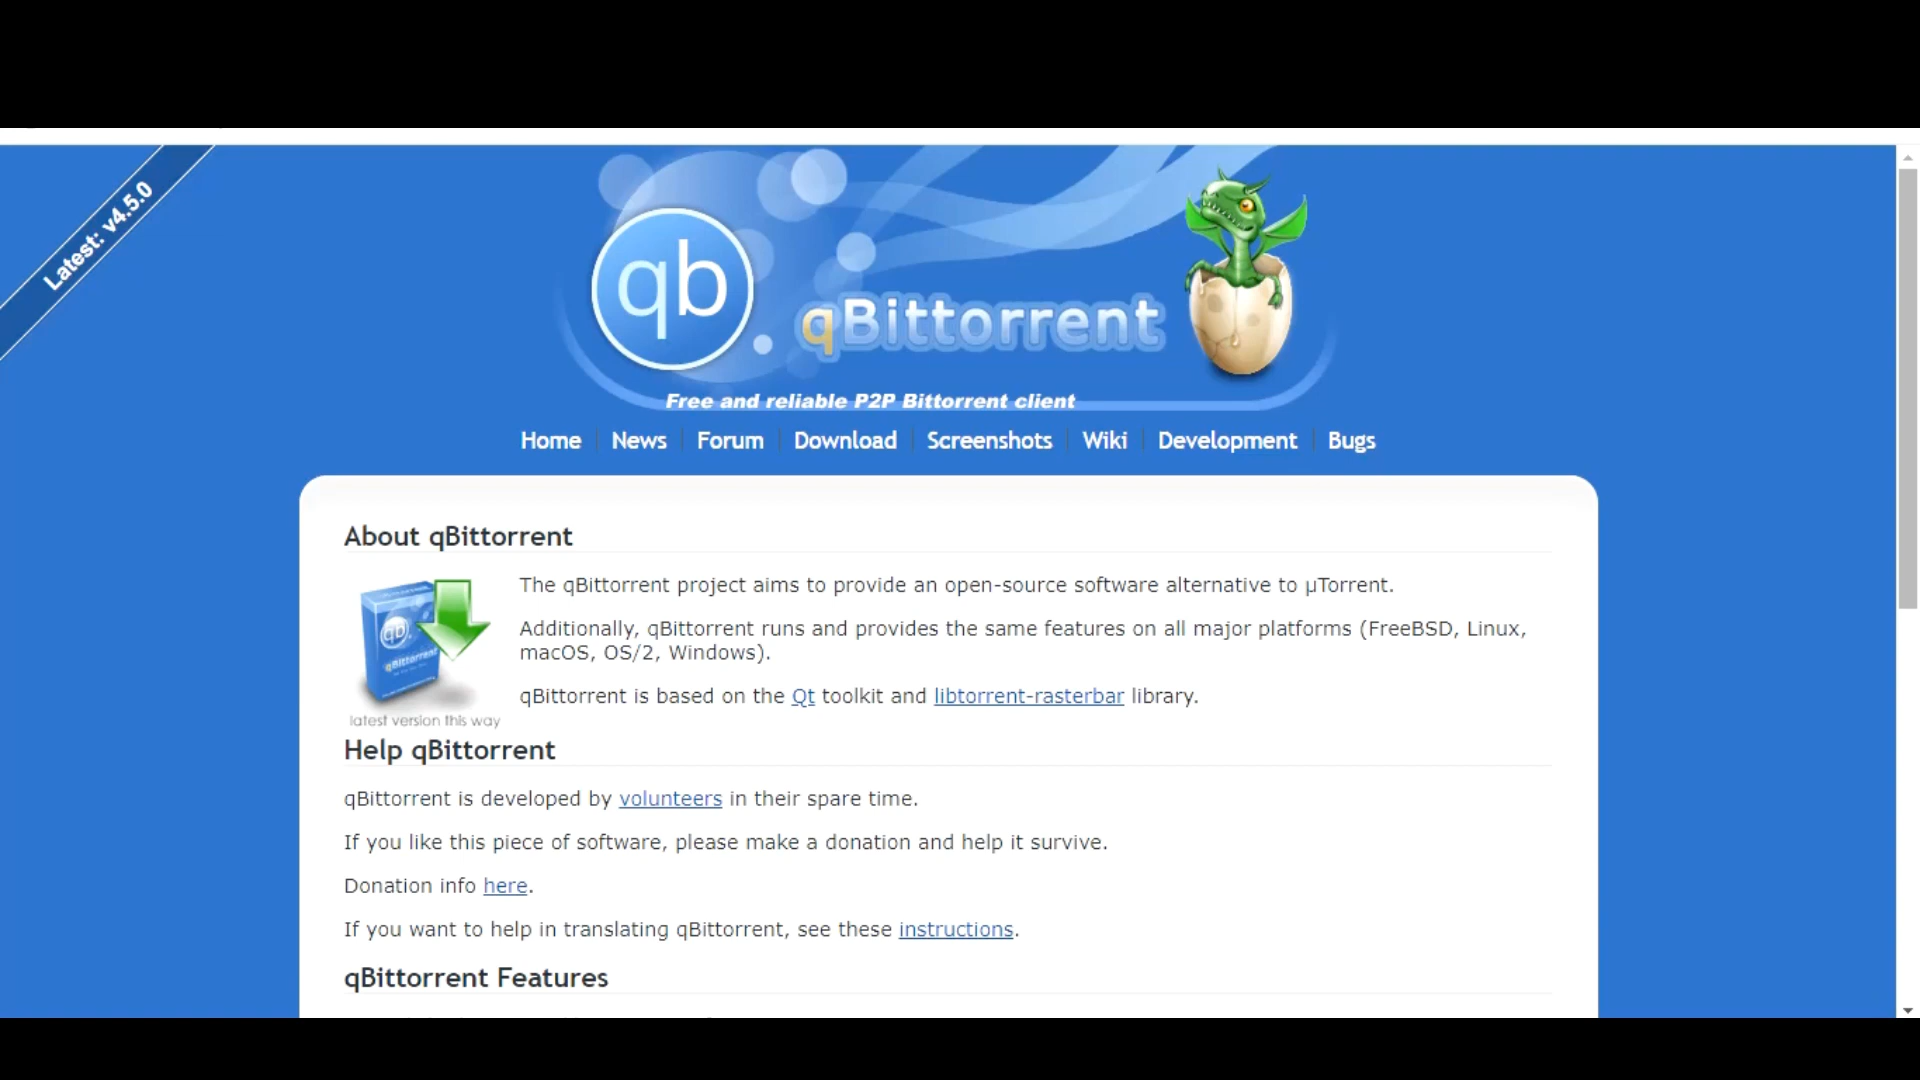 Latest: v4.5.0
qb
qBittorrent
Free and reliable P2P Bittorrent client
Home News Forum Download Screenshots Wiki Development Bugs
About qBittorrent
The qBittorrent project aims to provide an open-source software alternative to µTorrent.
Additionally, qBittorrent runs and provides the same features on all major platforms (FreeBSD, Linux,
macOS, OS/2, Windows).
qBittorrent is based on the Qt toolkit and libtorrent-rasterbar library.
qb
qBittorrent
latest version this way
Help qBittorrent
qBittorrent is developed by volunteers in their spare time.
If you like this piece of software, please make a donation and help it survive.
Donation info here.
If you want to help in translating qBittorrent, see these instructions.
qBittorrent Features